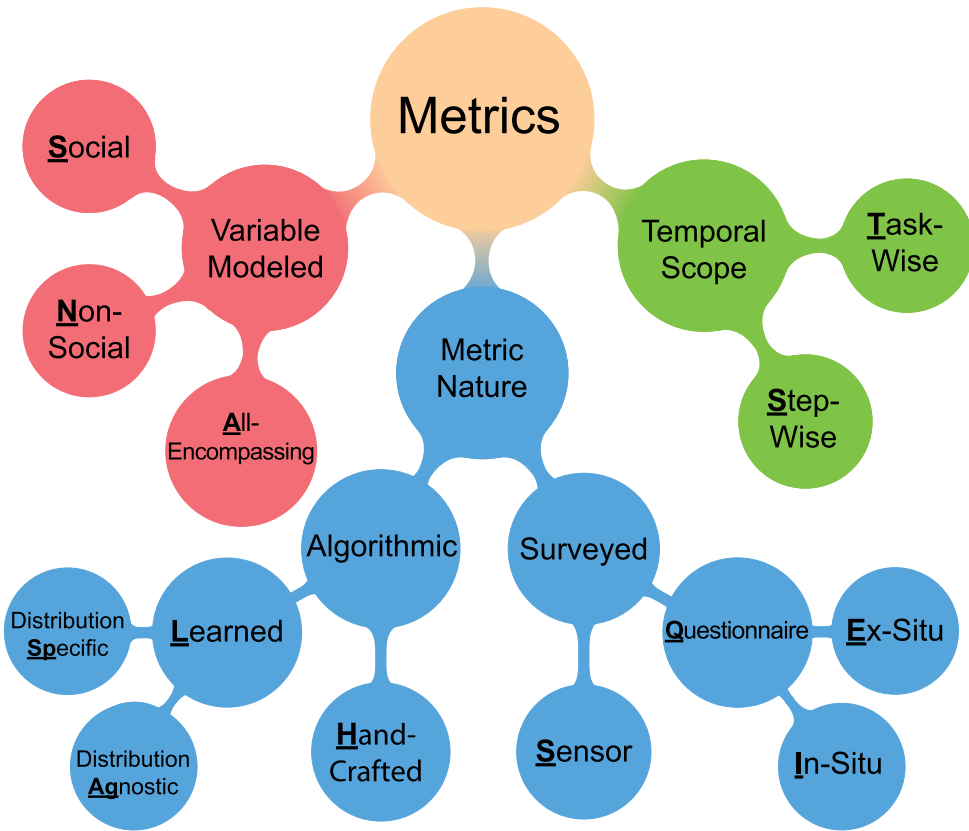 Metrics
Social
Variable
Modeled
Non-
Social
All-
Encompassing
Temporal
Scope
Task-
Wise
Step-
Wise
Metric
Nature
Algorithmic
Surveyed
Distribution
Specific
Learned
Distribution
Agnostic
Hand-
Crafted
Sensor
Questionnaire
Ex-Situ
In-Situ